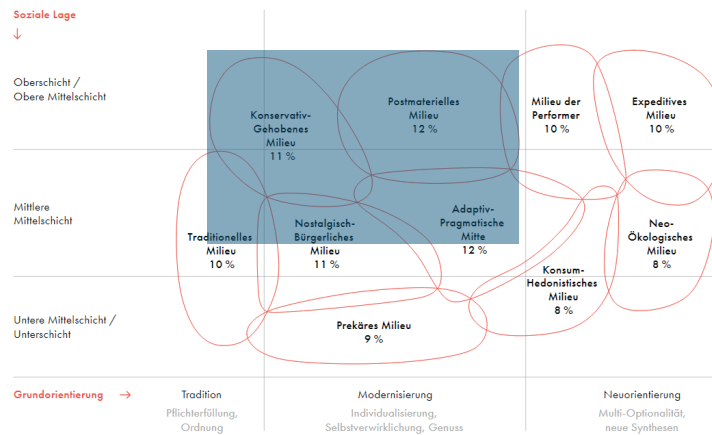 Soziale Lage
↓
Oberschicht /
Obere Mittelschicht
Konservativ-
Gehobenes
Milieu
11 %
Postmaterielles
Milieu
12 %
Milieu der
Performer
10 %
Expeditives
Milieu
10 %
Mittlere
Mittelschicht
Traditionelles
Milieu
10 %
Nostalgisch-
Bürgerliches
Milieu
11 %
Adaptiv-
Pragmatische
Mitte
12 %
Konsum-
Hedonistisches
Milieu
8 %
Neo-
Ökologisches
Milieu
8 %
Untere Mittelschicht /
Unterschicht
Prekäres Milieu
9 %
Grundorientierung →
Tradition
Pflichterfüllung,
Ordnung
Modernisierung
Individualisierung,
Selbstverwirklichung, Genuss
Neuorientierung
Multi-Optionalität,
neue Synthesen